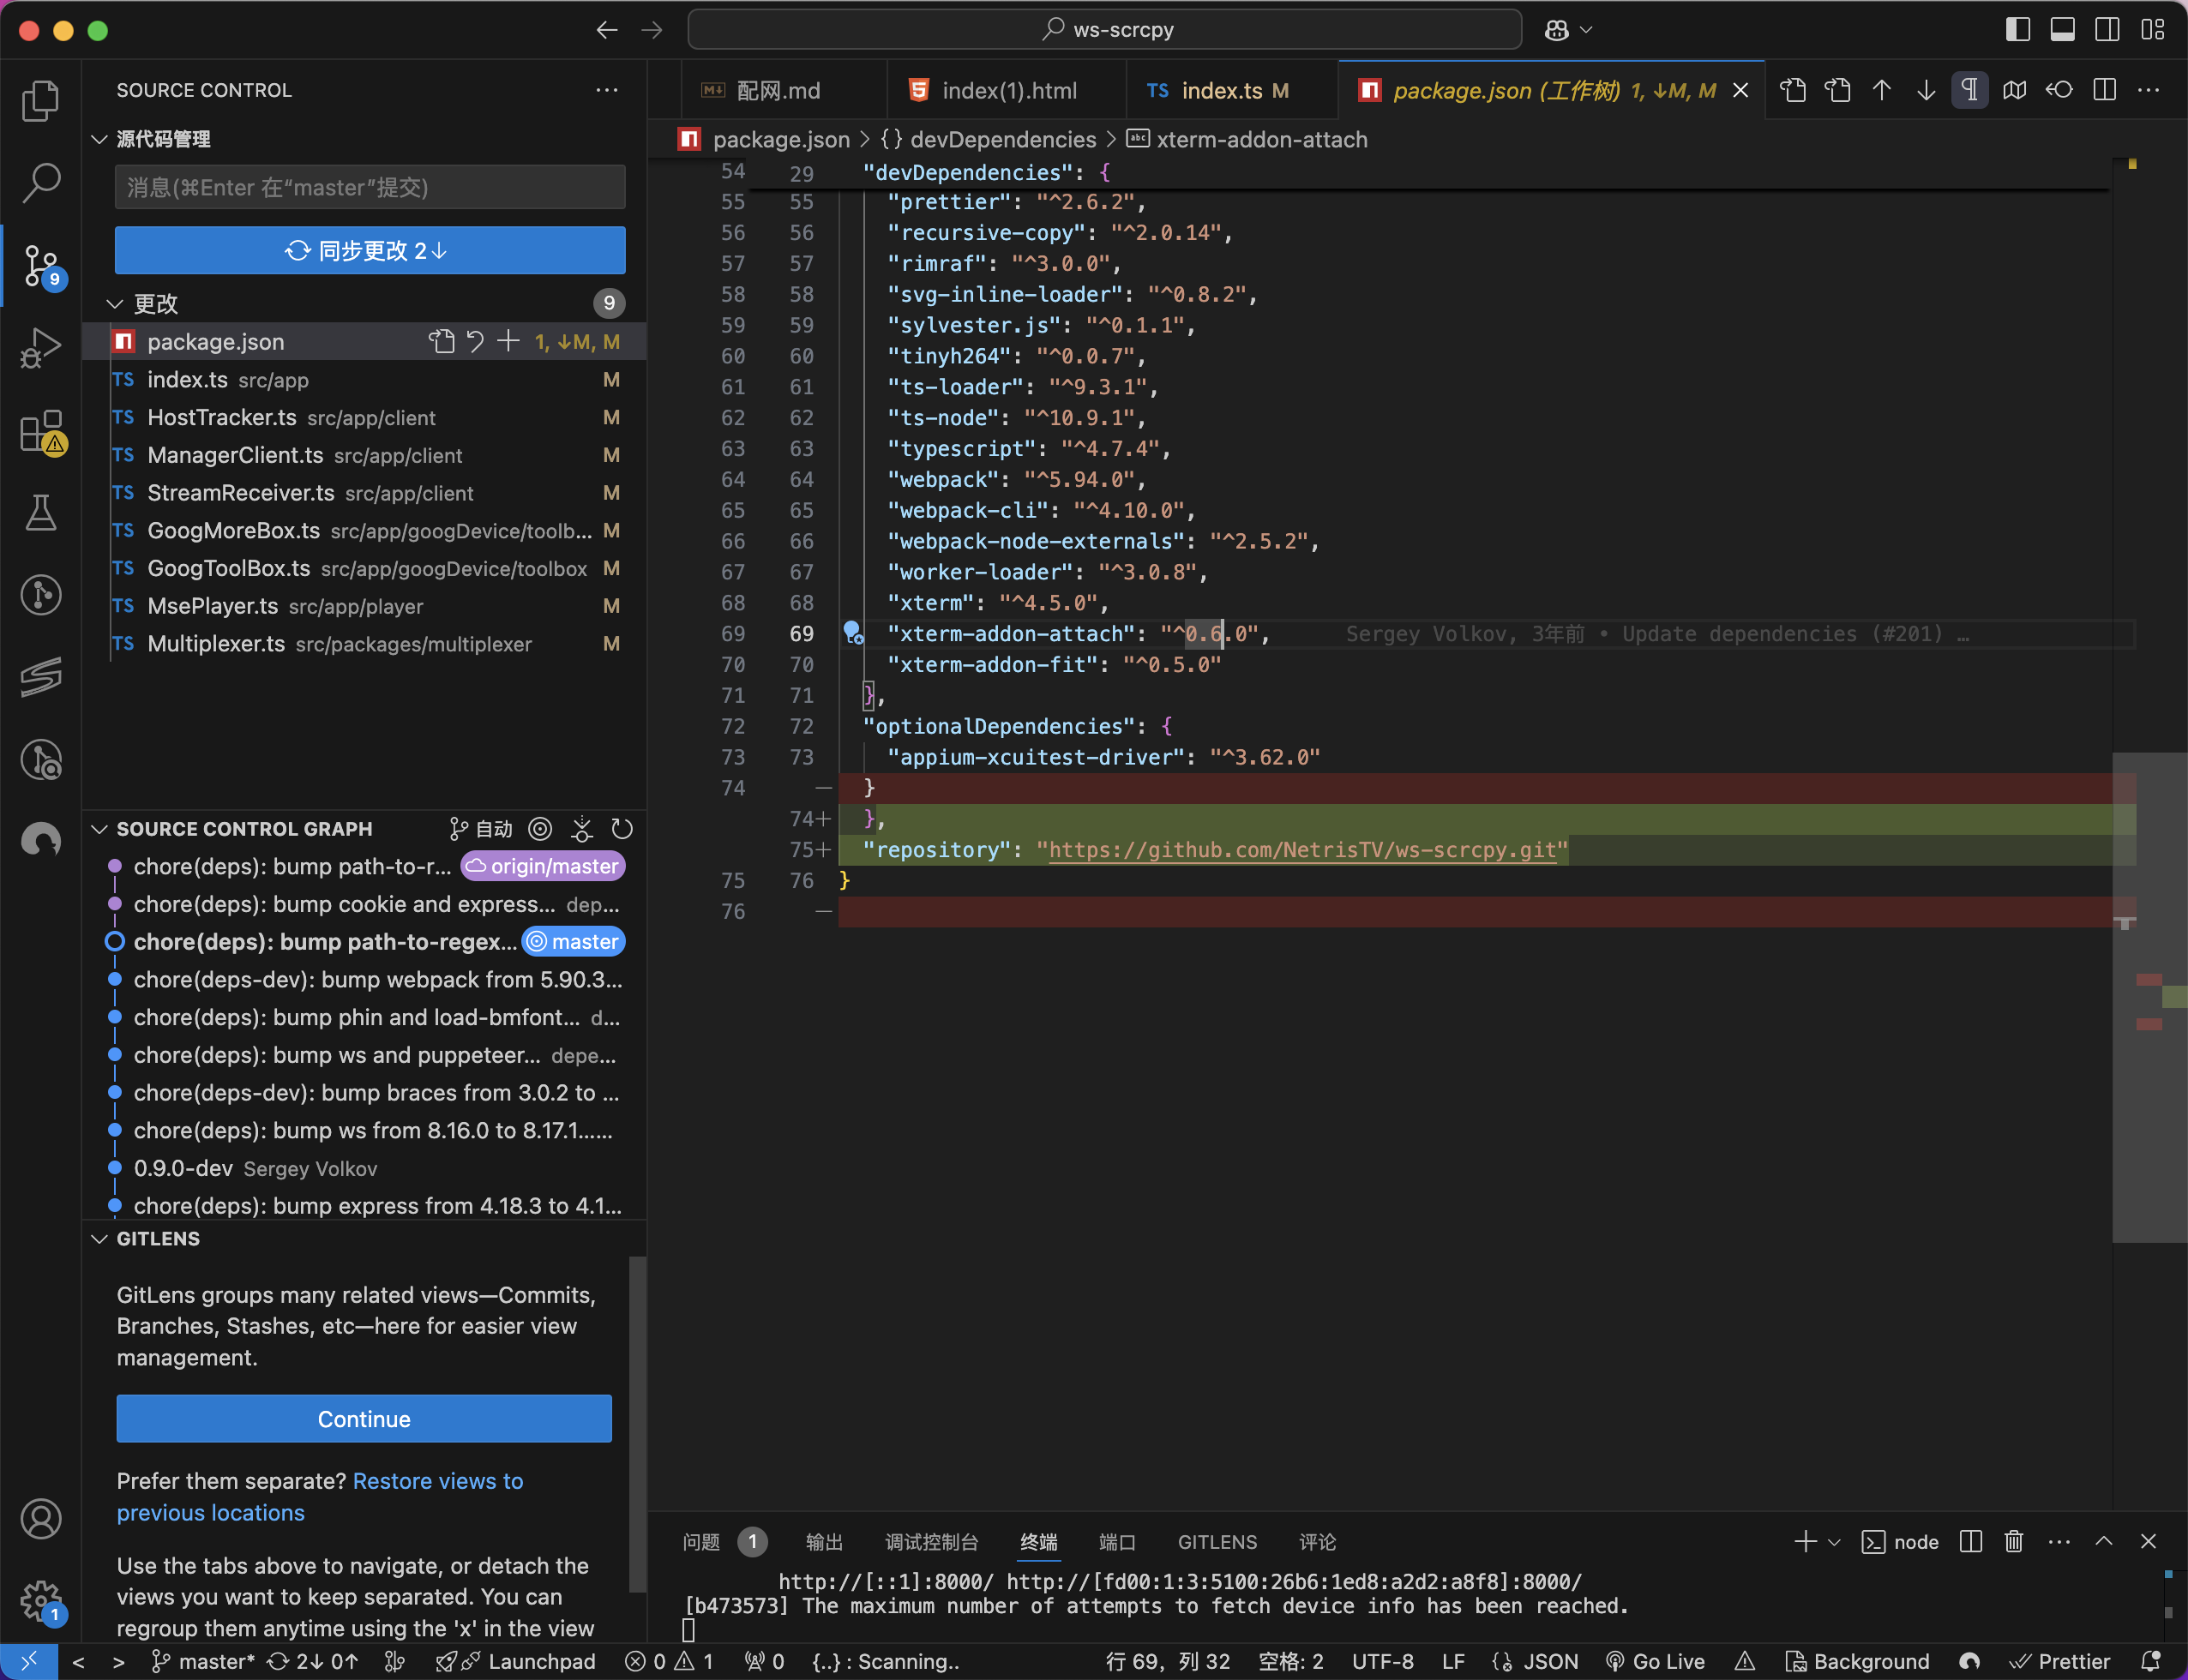 ws-scrcpy
SOURCE CONTROL
源代码管理
消息(⌘Enter 在“master”提交)
同步更改 2↓
9
更改 9
package.json 1, ↓M, M
TS index.ts src/app M
TS HostTracker.ts src/app/client M
TS ManagerClient.ts src/app/client M
TS StreamReceiver.ts src/app/client M
TS GoogMoreBox.ts src/app/googDevice/toolb... M
TS GoogToolBox.ts src/app/googDevice/toolbox M
TS MsePlayer.ts src/app/player M
TS Multiplexer.ts src/packages/multiplexer M
SOURCE CONTROL GRAPH 自动
chore(deps): bump path-to-r... origin/master
chore(deps): bump cookie and express... dep...
chore(deps): bump path-to-regex... master
chore(deps-dev): bump webpack from 5.90.3...
chore(deps): bump phin and load-bmfont... d...
chore(deps): bump ws and puppeteer... depe...
chore(deps-dev): bump braces from 3.0.2 to ...
chore(deps): bump ws from 8.16.0 to 8.17.1......
0.9.0-dev Sergey Volkov
chore(deps): bump express from 4.18.3 to 4.1...
GITLENS
GitLens groups many related views—Commits,
Branches, Stashes, etc—here for easier view
management.
Continue
Prefer them separate? Restore views to
previous locations
Use the tabs above to navigate, or detach the
views you want to keep separated. You can
regroup them anytime using the 'x' in the view
1
配网.md
index(1).html
TS index.ts M
package.json (工作树) 1, ↓M, M
package.json > {} devDependencies > abc xterm-addon-attach
54 29 "devDependencies": {
55 55 "prettier": "^2.6.2",
56 56 "recursive-copy": "^2.0.14",
57 57 "rimraf": "^3.0.0",
58 58 "svg-inline-loader": "^0.8.2",
59 59 "sylvester.js": "^0.1.1",
60 60 "tinyh264": "^0.0.7",
61 61 "ts-loader": "^9.3.1",
62 62 "ts-node": "^10.9.1",
63 63 "typescript": "^4.7.4",
64 64 "webpack": "^5.94.0",
65 65 "webpack-cli": "^4.10.0",
66 66 "webpack-node-externals": "^2.5.2",
67 67 "worker-loader": "^3.0.8",
68 68 "xterm": "^4.5.0",
69 69 "xterm-addon-attach": "^0.6.0", Sergey Volkov, 3年前 • Update dependencies (#201) …
70 70 "xterm-addon-fit": "^0.5.0"
71 71 },
72 72 "optionalDependencies": {
73 73 "appium-xcuitest-driver": "^3.62.0"
74 — }
74+ },
75+ "repository": "https://github.com/NetrisTV/ws-scrcpy.git"
75 76 }
76 —
问题 1 输出 调试控制台 终端 端口 GITLENS 评论 node
http://[::1]:8000/ http://[fd00:1:3:5100:26b6:1ed8:a2d2:a8f8]:8000/
[b473573] The maximum number of attempts to fetch device info has been reached.
< > master* 2↓ 0↑ Launchpad 0 1 0 {..} : Scanning.. 行 69, 列 32 空格: 2 UTF-8 LF JSON Go Live Background Prettier